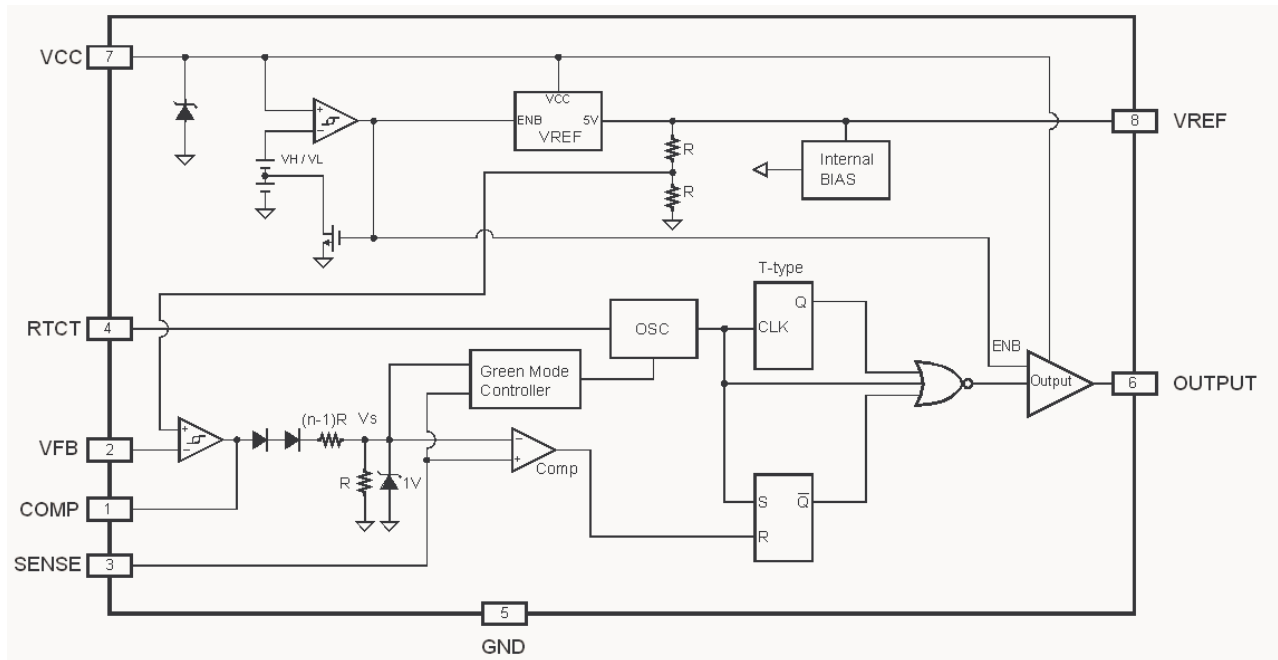 7
VCC
VCC
ENB
5V
VREF
8
VREF
VH / VL
R
R
Internal
BIAS
T-type
Q
CLK
4
RTCT
OSC
ENB
Green Mode
Controller
Output
6
OUTPUT
(n-1)R
Vs
2
VFB
R
1V
Comp
1
COMP
S
Q̅
R
3
SENSE
5
GND